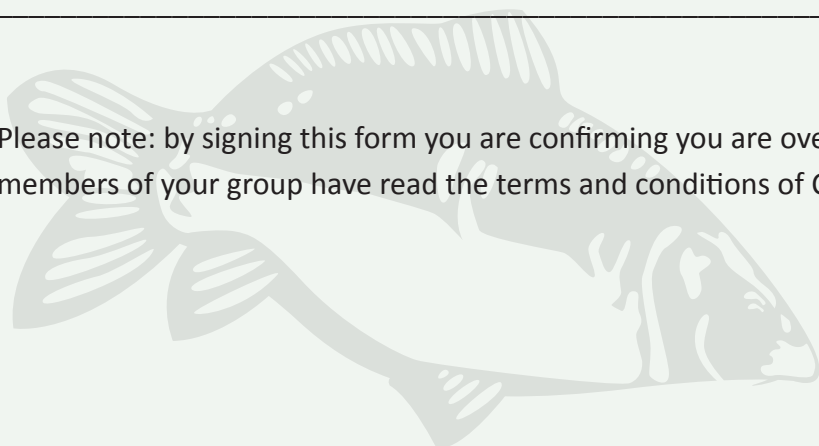 Please note: by signing this form you are confirming you are ove
members of your group have read the terms and conditions of